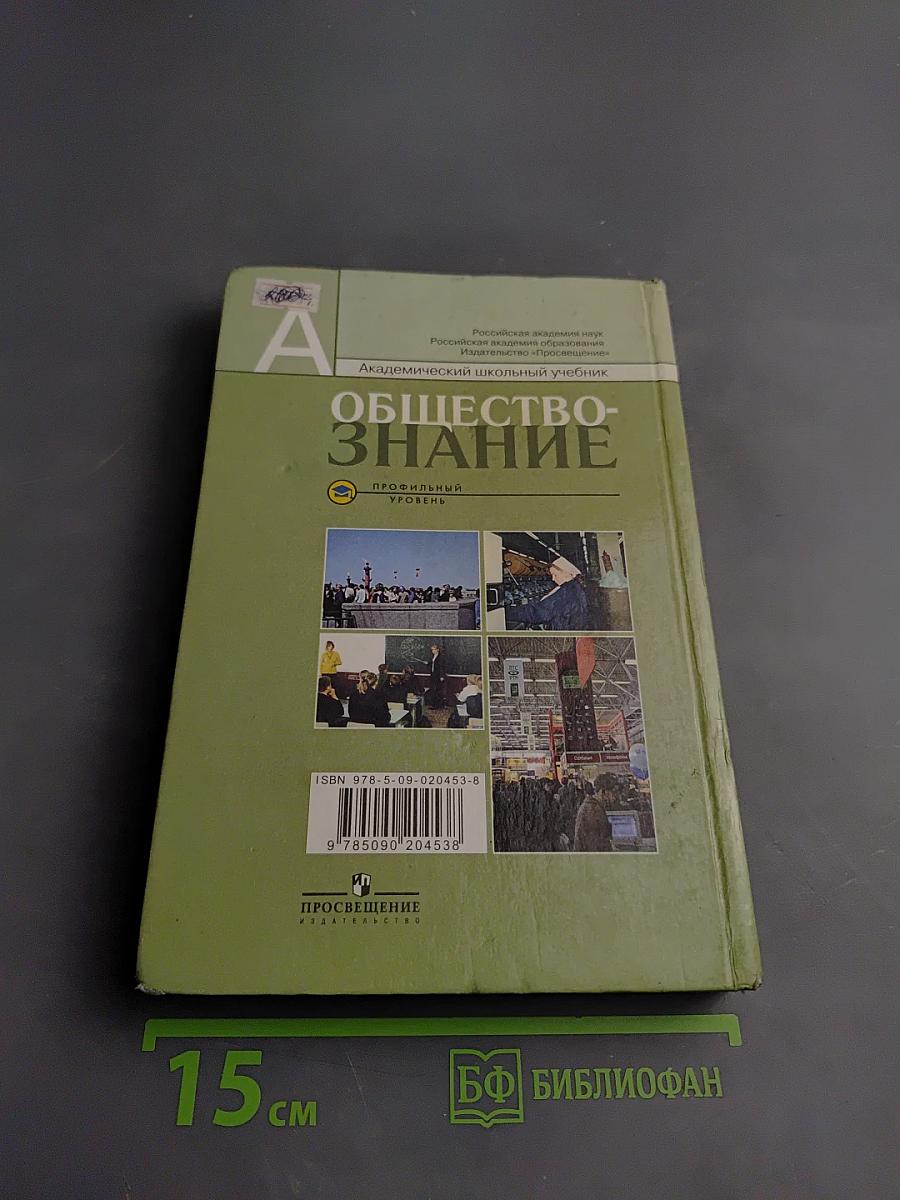 А
Российская академия наук
Российская академия образования
Издательство «Просвещение»
Академический школьный учебник
ОБЩЕСТВО-
ЗНАНИЕ
ПРОФИЛЬНЫЙ
УРОВЕНЬ
ISBN 978-5-09-020453-8
9 785090 204538
ИП
ПРОСВЕЩЕНИЕ
ИЗДАТЕЛЬСТВО
15 см
БФ БИБЛИОФАН